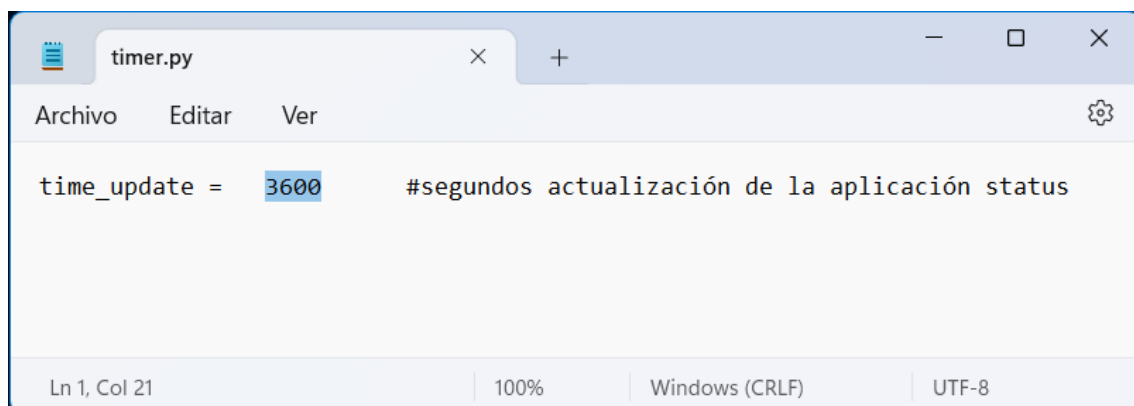 timer.py
Archivo Editar Ver
time_update = 3600 #segundos actualización de la aplicación status
Ln 1, Col 21 100% Windows (CRLF) UTF-8